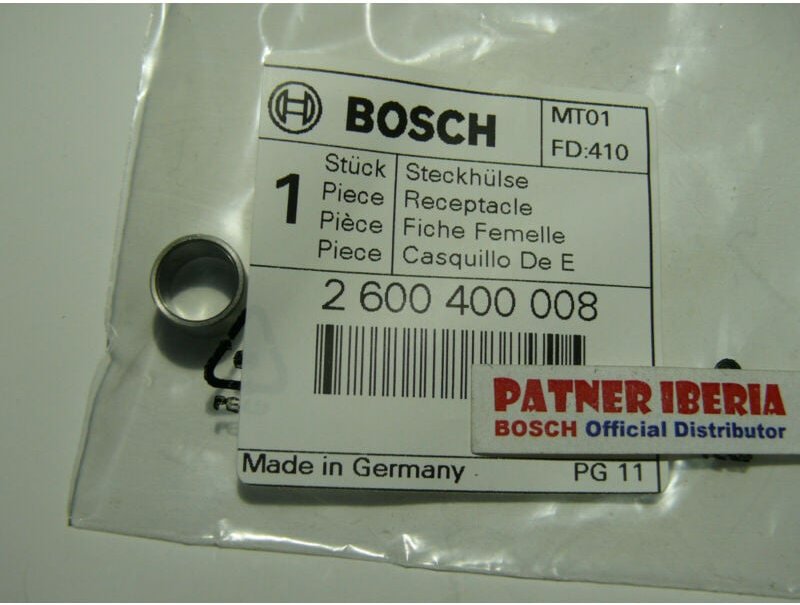 BOSCH
MT01
FD:410
1
Stück
Piece
Pièce
Piece
Steckhülse
Receptacle
Fiche Femelle
Casquillo De E
2 600 400 008
PATNER IBERIA
BOSCH Official Distributor
Made in Germany
PG 11